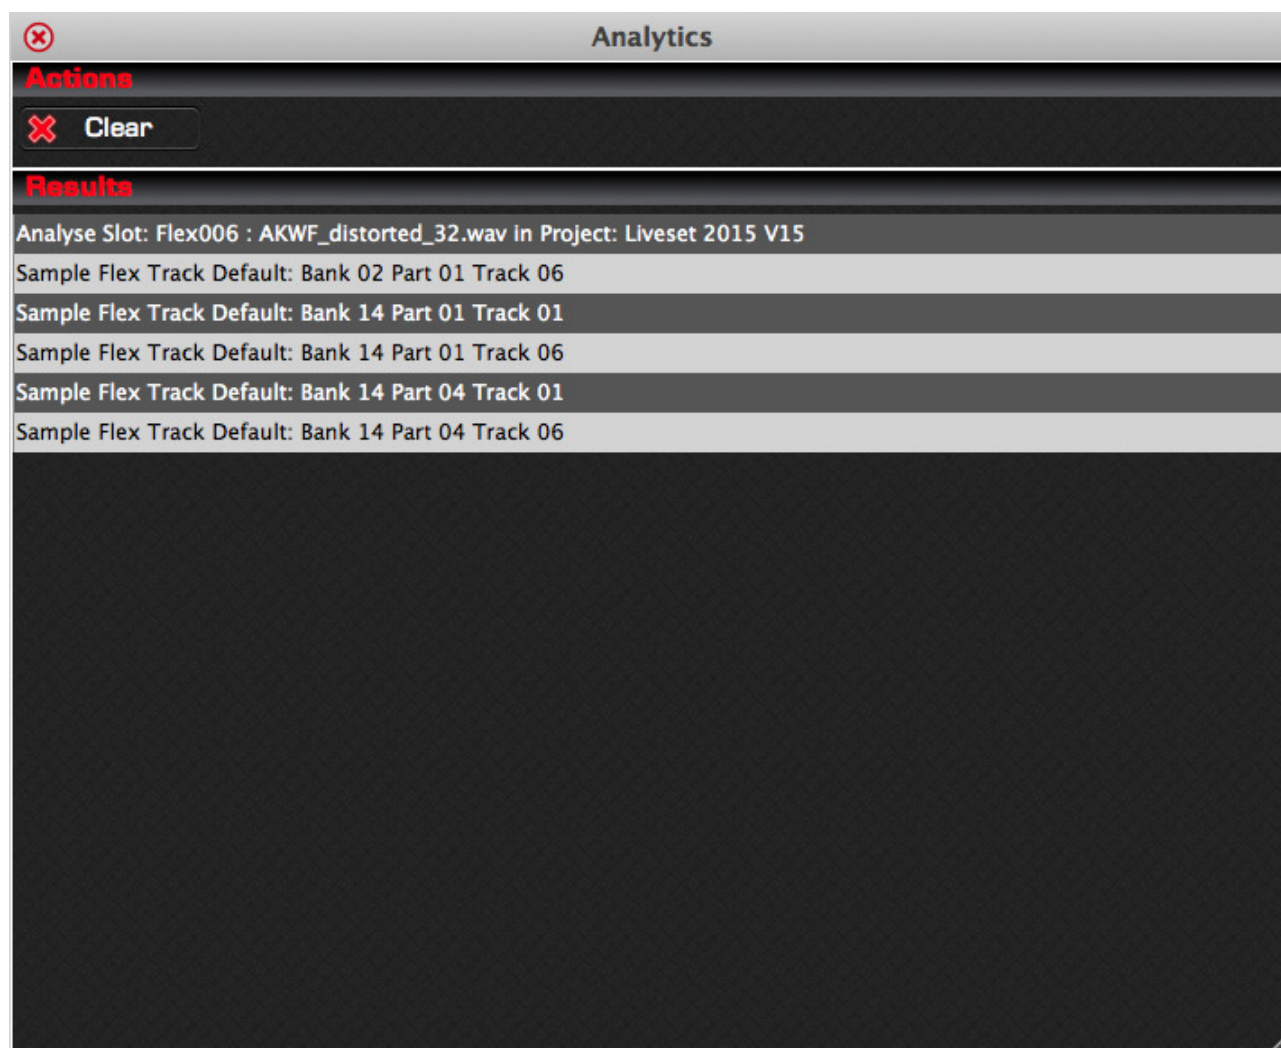 Analytics
Actions
Clear
Results
Analyse Slot: Flex006 : AKWF_distorted_32.wav in Project: Liveset 2015 V15
Sample Flex Track Default: Bank 02 Part 01 Track 06
Sample Flex Track Default: Bank 14 Part 01 Track 01
Sample Flex Track Default: Bank 14 Part 01 Track 06
Sample Flex Track Default: Bank 14 Part 04 Track 01
Sample Flex Track Default: Bank 14 Part 04 Track 06